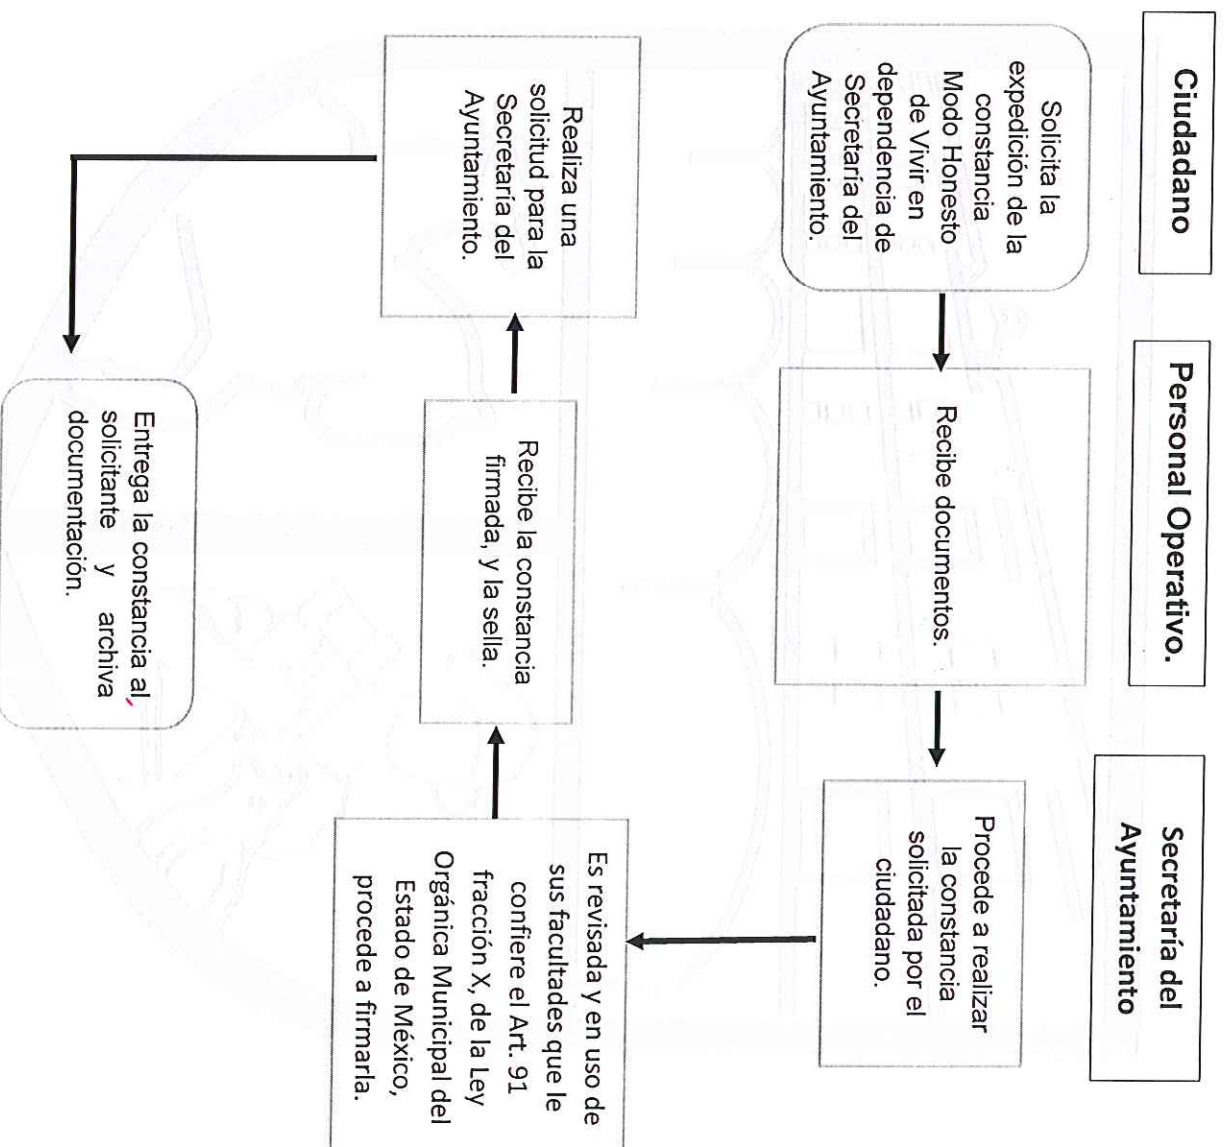 Ciudadano
Personal Operativo.
Secretaría del
Ayuntamiento
Solicita la
expedición de la
constancia
Modo Honesto
de Vivir en
dependencia de
Secretaría del
Ayuntamiento.
Recibe documentos.
Procede a realizar
la constancia
solicitada por el
ciudadano.
Es revisada y en uso de
sus facultades que le
confiere el Art. 91
fracción X, de la Ley
Orgánica Municipal del
Estado de México,
procede a firmarla.
Recibe la constancia
firmada, y la sella.
Realiza una
solicitud para la
Secretaría del
Ayuntamiento.
Entrega la constancia al
solicitante y archiva
documentación.